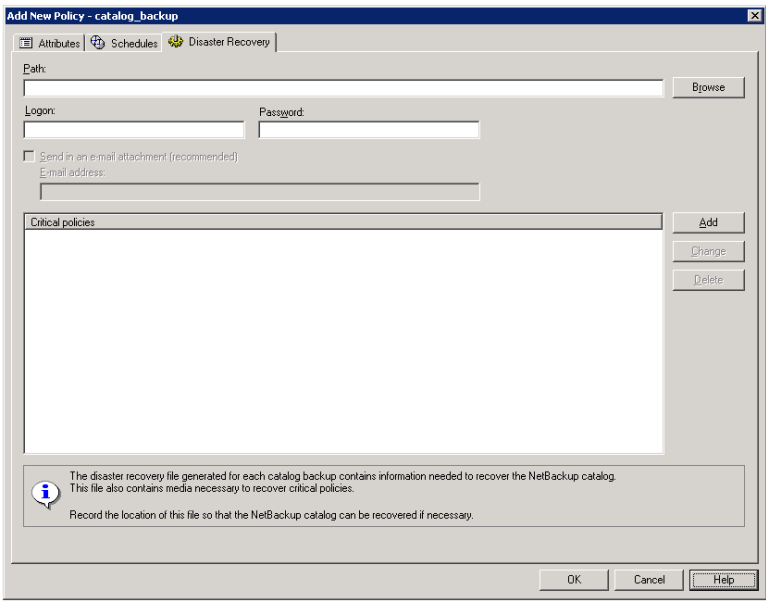 Add New Policy - catalog_backup
Attributes Schedules Disaster Recovery
Path:
Browse
Logon: Password:
Send in an e-mail attachment (recommended)
E-mail address:
Critical policies
Add
Change
Delete
The disaster recovery file generated for each catalog backup contains information needed to recover the NetBackup catalog.
This file also contains media necessary to recover critical policies.
Record the location of this file so that the NetBackup catalog can be recovered if necessary.
OK Cancel Help